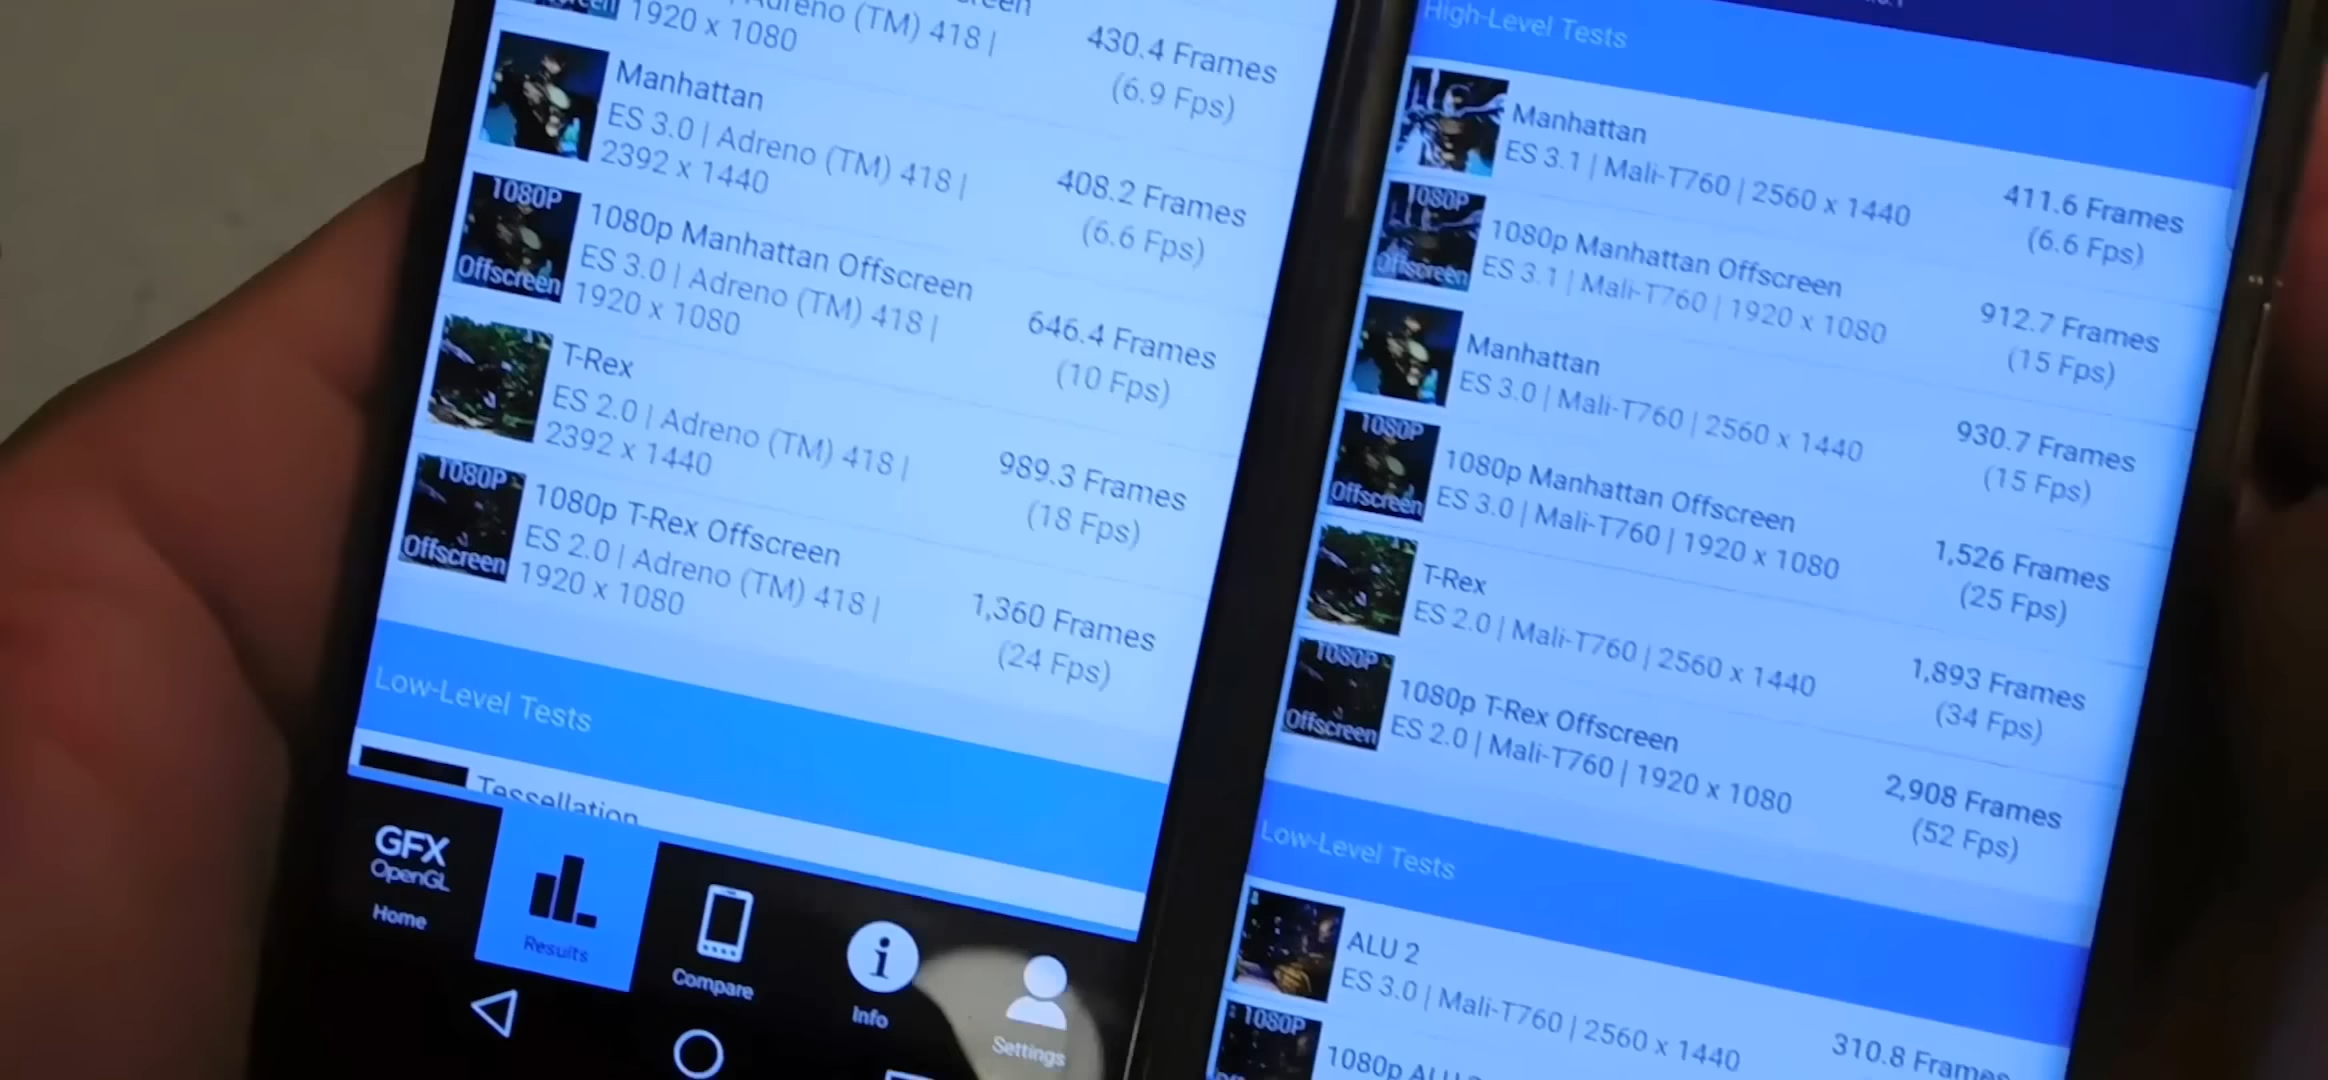 1920 x 1080
Adreno (TM) 418 |
430.4 Frames
(6.9 Fps)
Manhattan
ES 3.0 | Adreno (TM) 418 |
2392 x 1440
408.2 Frames
(6.6 Fps)
1080P
Offscreen
1080p Manhattan Offscreen
ES 3.0 | Adreno (TM) 418 |
1920 x 1080
646.4 Frames
(10 Fps)
T-Rex
ES 2.0 | Adreno (TM) 418 |
2392 x 1440
989.3 Frames
(18 Fps)
1080P
Offscreen
1080p T-Rex Offscreen
ES 2.0 | Adreno (TM) 418 |
1920 x 1080
1,360 Frames
(24 Fps)
Low-Level Tests
Tessellation
GFX
OpenGL
Home
Results
Compare
i
Info
Settings
High-Level Tests
Manhattan
ES 3.1 | Mali-T760 | 2560 x 1440
411.6 Frames
(6.6 Fps)
1080P
Offscreen
1080p Manhattan Offscreen
ES 3.1 | Mali-T760 | 1920 x 1080
912.7 Frames
(15 Fps)
Manhattan
ES 3.0 | Mali-T760 | 2560 x 1440
930.7 Frames
(15 Fps)
1080P
Offscreen
1080p Manhattan Offscreen
ES 3.0 | Mali-T760 | 1920 x 1080
1,526 Frames
(25 Fps)
T-Rex
ES 2.0 | Mali-T760 | 2560 x 1440
1,893 Frames
(34 Fps)
1080P
Offscreen
1080p T-Rex Offscreen
ES 2.0 | Mali-T760 | 1920 x 1080
2,908 Frames
(52 Fps)
Low-Level Tests
ALU 2
ES 3.0 | Mali-T760 | 2560 x 1440
310.8 Frames
1080P
1080p ALU